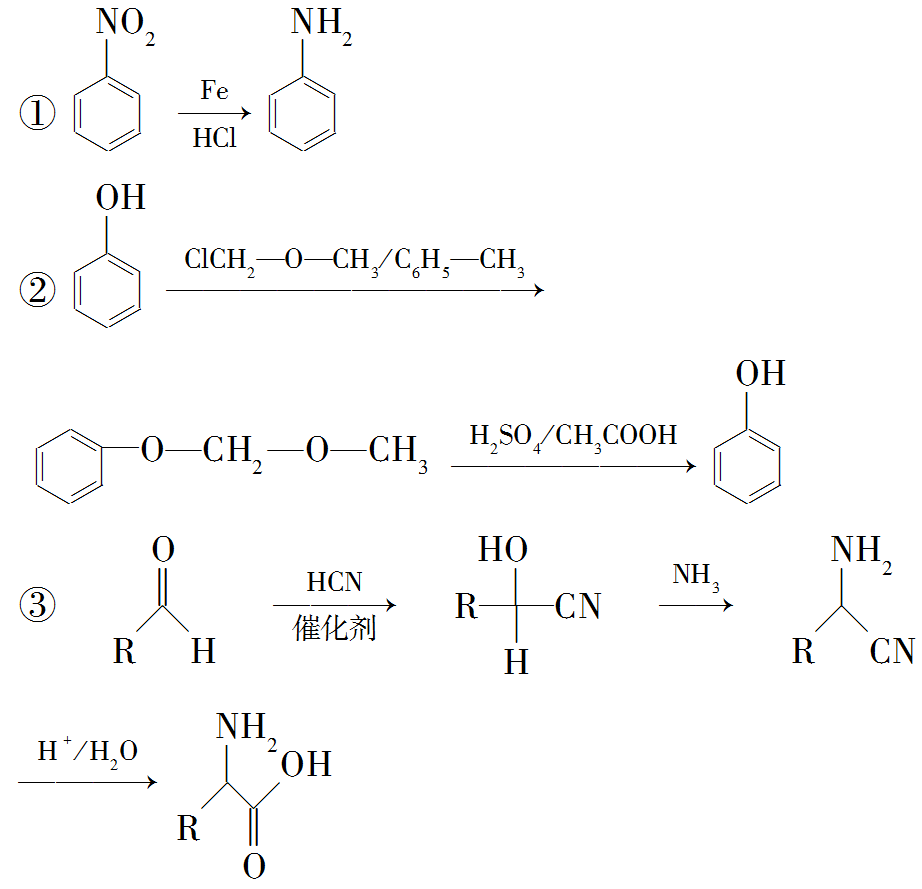 NO₂ NH₂
① Fe
HCl
OH
② ClCH₂—O—CH₃/C₆H₅—CH₃
OH
O—CH₂—O—CH₃ H₂SO₄/CH₃COOH
O HO NH₂
③ R H HCN 催化剂 R CN H NH₃ R CN
H⁺/H₂O NH₂ OH
R O